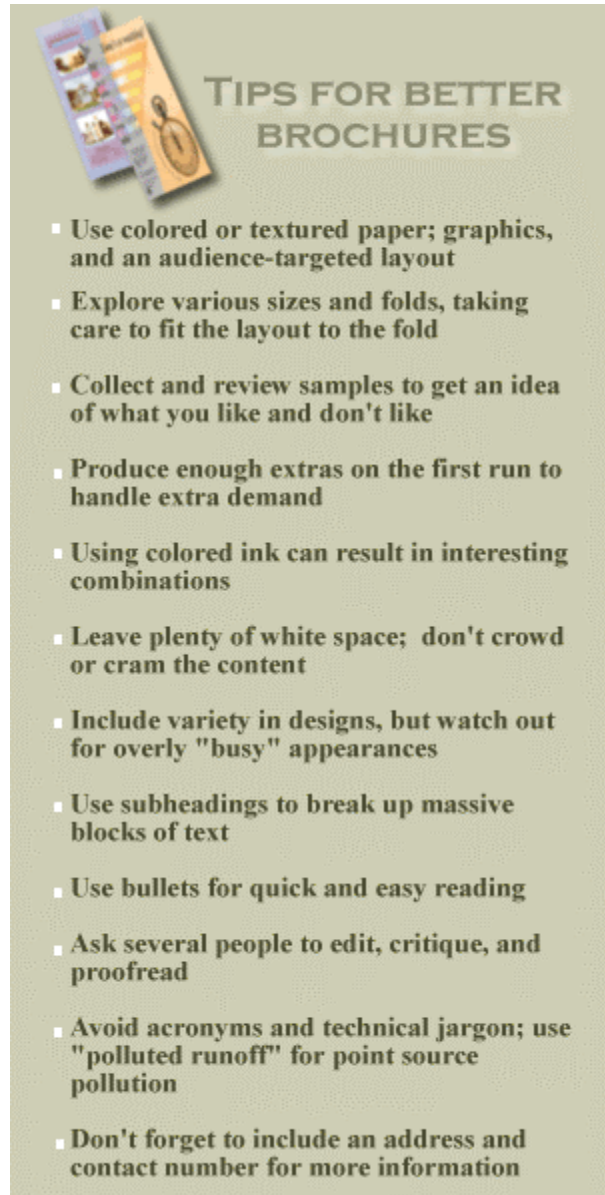 TIPS FOR BETTER
BROCHURES
Use colored or textured paper; graphics,
and an audience-targeted layout
Explore various sizes and folds, taking
care to fit the layout to the fold
Collect and review samples to get an idea
of what you like and don't like
Produce enough extras on the first run to
handle extra demand
Using colored ink can result in interesting
combinations
Leave plenty of white space;  don't crowd
or cram the content
Include variety in designs, but watch out
for overly "busy" appearances
Use subheadings to break up massive
blocks of text
Use bullets for quick and easy reading
Ask several people to edit, critique, and
proofread
Avoid acronyms and technical jargon; use
"polluted runoff" for point source
pollution
Don't forget to include an address and
contact number for more information